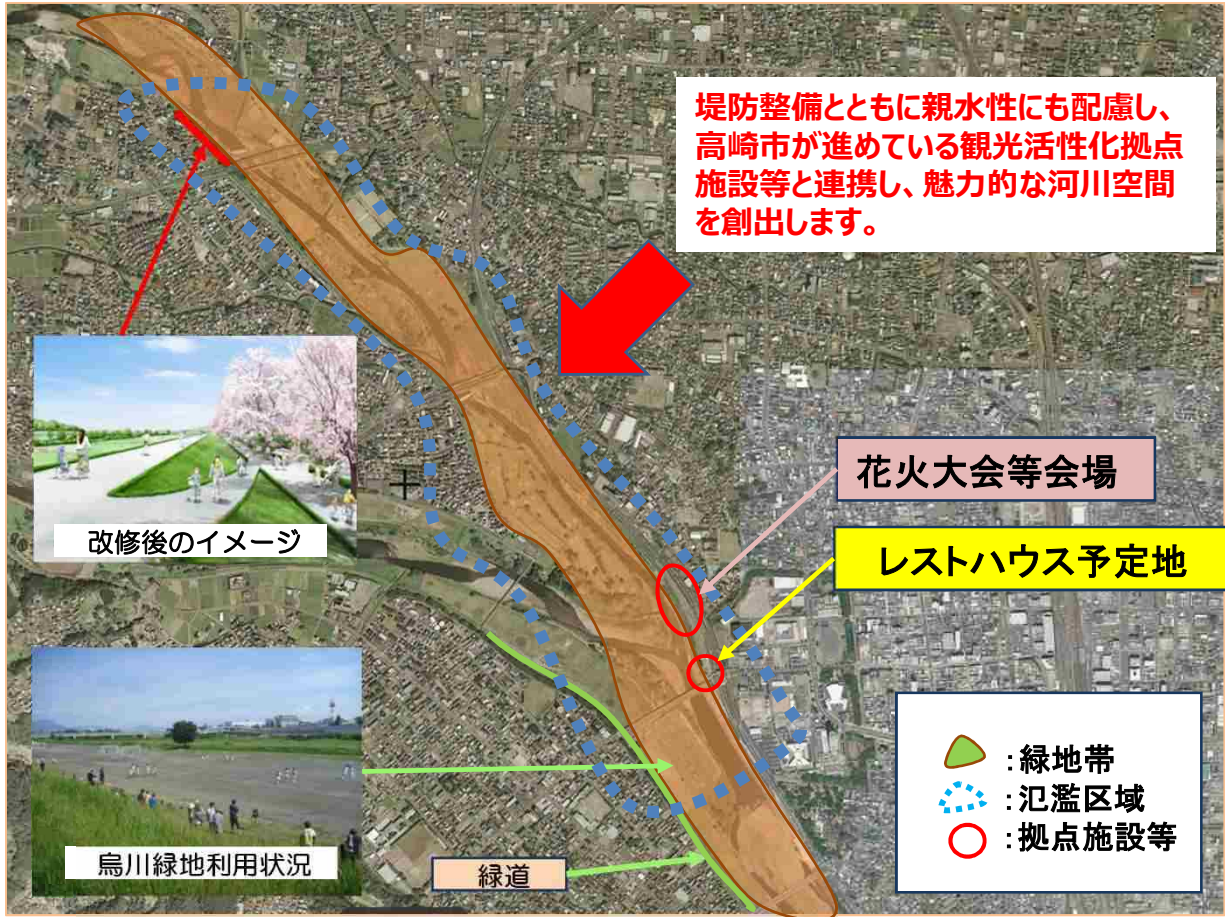 堤防整備とともに親水性にも配慮し、
高崎市が進めている観光活性化拠点
施設等と連携し、魅力的な河川空間
を創出します。
改修後のイメージ
花火大会等会場
レストハウス予定地
烏川緑地利用状況
緑道
:緑地帯
:氾濫区域
:拠点施設等